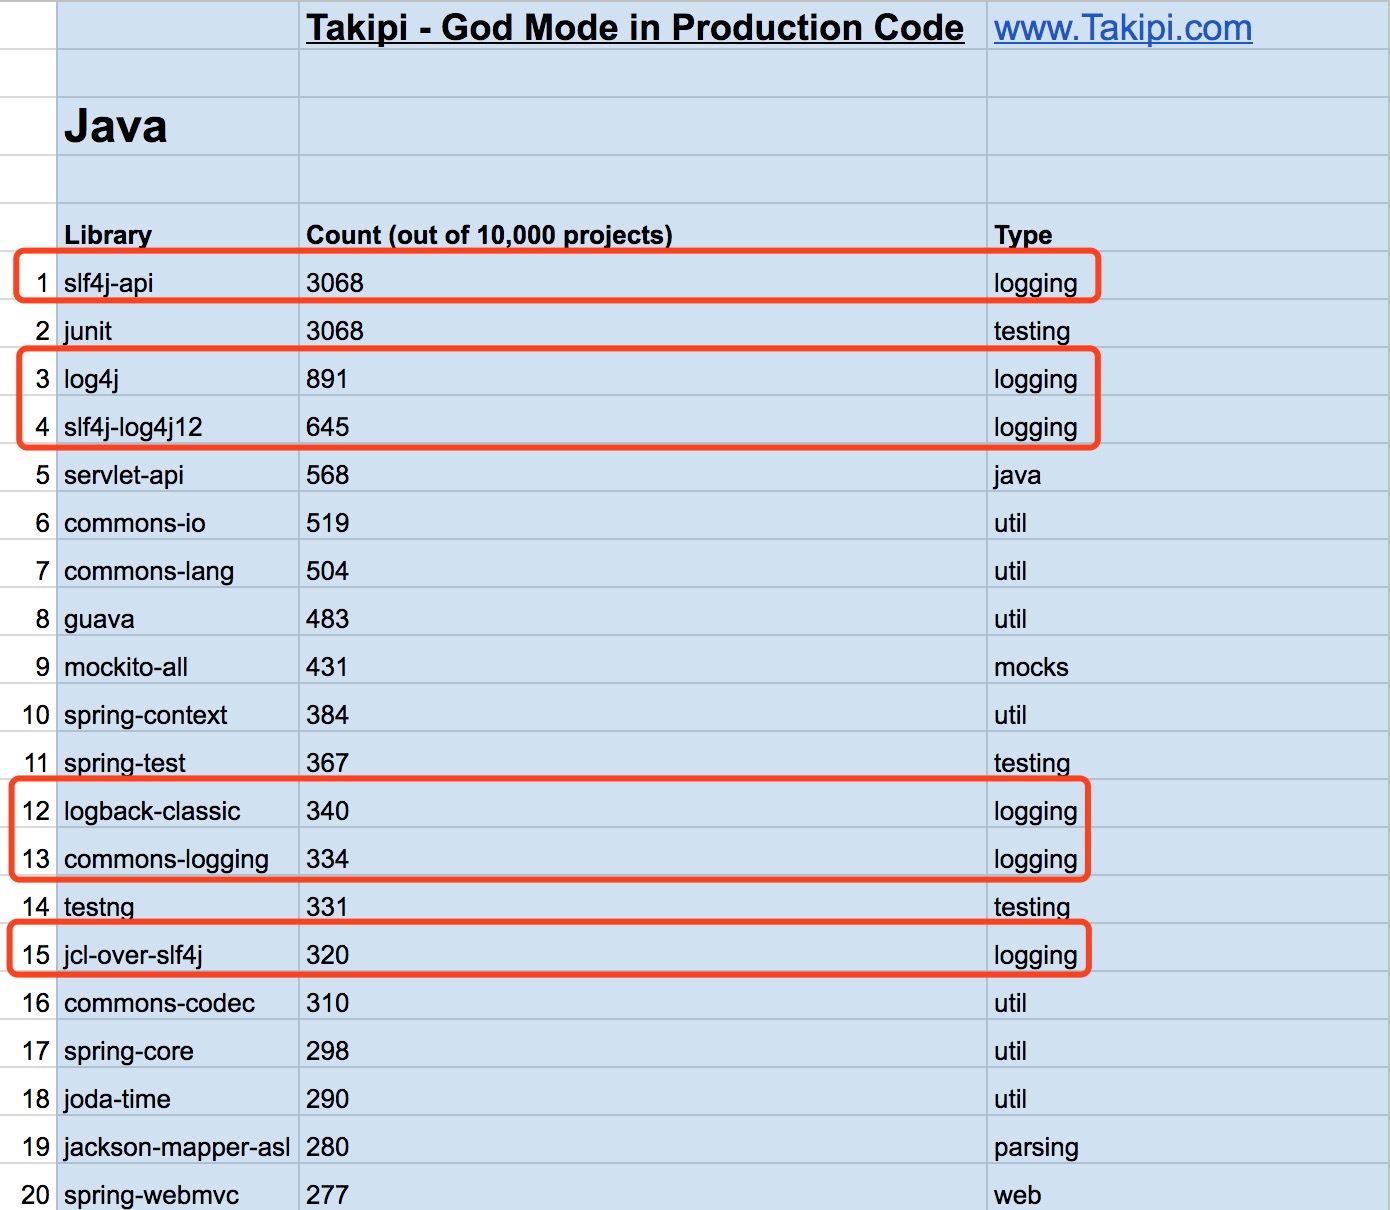 Takipi - God Mode in Production Code www.Takipi.com
Java
Library Count (out of 10,000 projects) Type
1 slf4j-api 3068 logging
2 junit 3068 testing
3 log4j 891 logging
4 slf4j-log4j12 645 logging
5 servlet-api 568 java
6 commons-io 519 util
7 commons-lang 504 util
8 guava 483 util
9 mockito-all 431 mocks
10 spring-context 384 util
11 spring-test 367 testing
12 logback-classic 340 logging
13 commons-logging 334 logging
14 testng 331 testing
15 jcl-over-slf4j 320 logging
16 commons-codec 310 util
17 spring-core 298 util
18 joda-time 290 util
19 jackson-mapper-asl 280 parsing
20 spring-webmvc 277 web